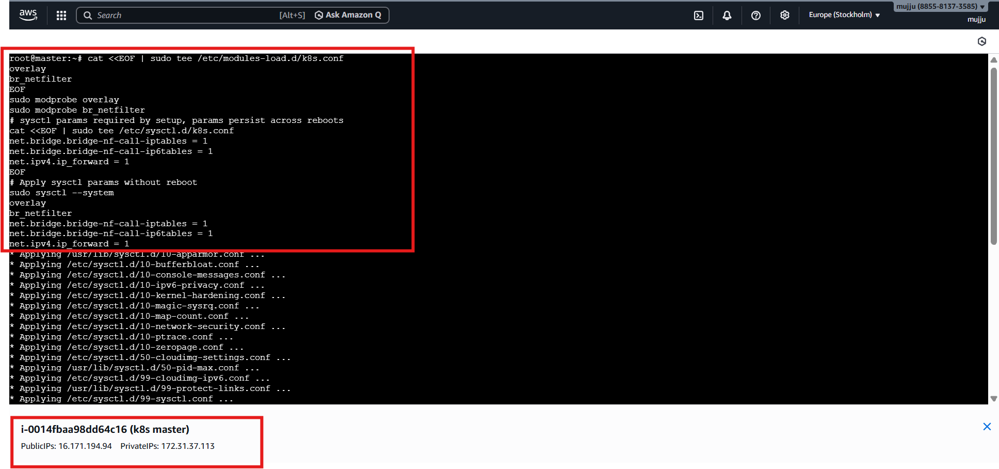 aws
Search
[Alt+S]
Ask Amazon Q
Europe (Stockholm) ▼
mujju (8855-8137-3585) ▼
mujju
root@master:~# cat <<EOF | sudo tee /etc/modules-load.d/k8s.conf
overlay
br_netfilter
EOF
sudo modprobe overlay
sudo modprobe br_netfilter
# sysctl params required by setup, params persist across reboots
cat <<EOF | sudo tee /etc/sysctl.d/k8s.conf
net.bridge.bridge-nf-call-iptables = 1
net.bridge.bridge-nf-call-ip6tables = 1
net.ipv4.ip_forward = 1
EOF
# Apply sysctl params without reboot
sudo sysctl --system
overlay
br_netfilter
net.bridge.bridge-nf-call-iptables = 1
net.bridge.bridge-nf-call-ip6tables = 1
net.ipv4.ip_forward = 1
* Applying /usr/lib/sysctl.d/10-apparmor.conf ...
* Applying /etc/sysctl.d/10-bufferbloat.conf ...
* Applying /etc/sysctl.d/10-console-messages.conf ...
* Applying /etc/sysctl.d/10-ipv6-privacy.conf ...
* Applying /etc/sysctl.d/10-kernel-hardening.conf ...
* Applying /etc/sysctl.d/10-magic-sysrq.conf ...
* Applying /etc/sysctl.d/10-map-count.conf ...
* Applying /etc/sysctl.d/10-network-security.conf ...
* Applying /etc/sysctl.d/10-ptrace.conf ...
* Applying /etc/sysctl.d/10-zeropage.conf ...
* Applying /etc/sysctl.d/50-cloudimg-settings.conf ...
* Applying /usr/lib/sysctl.d/50-pid-max.conf ...
* Applying /etc/sysctl.d/99-cloudimg-ipv6.conf ...
* Applying /usr/lib/sysctl.d/99-protect-links.conf ...
* Applying /etc/sysctl.d/99-sysctl.conf ...
i-0014fbaa98dd64c16 (k8s master)
PublicIPs: 16.171.194.94 PrivateIPs: 172.31.37.113